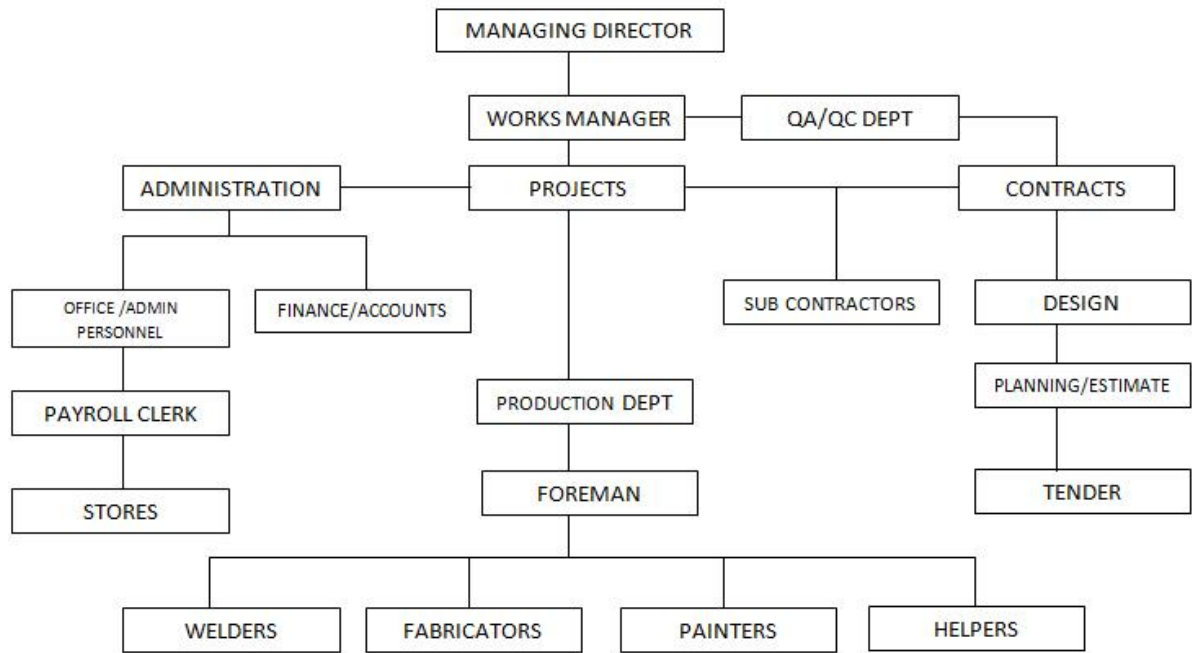 MANAGING DIRECTOR
WORKS MANAGER
QA/QC DEPT
ADMINISTRATION
PROJECTS
CONTRACTS
OFFICE /ADMIN
PERSONNEL
FINANCE/ACCOUNTS
SUB CONTRACTORS
DESIGN
PLANNING/ESTIMATE
PAYROLL CLERK
PRODUCTION DEPT
STORES
FOREMAN
TENDER
WELDERS
FABRICATORS
PAINTERS
HELPERS